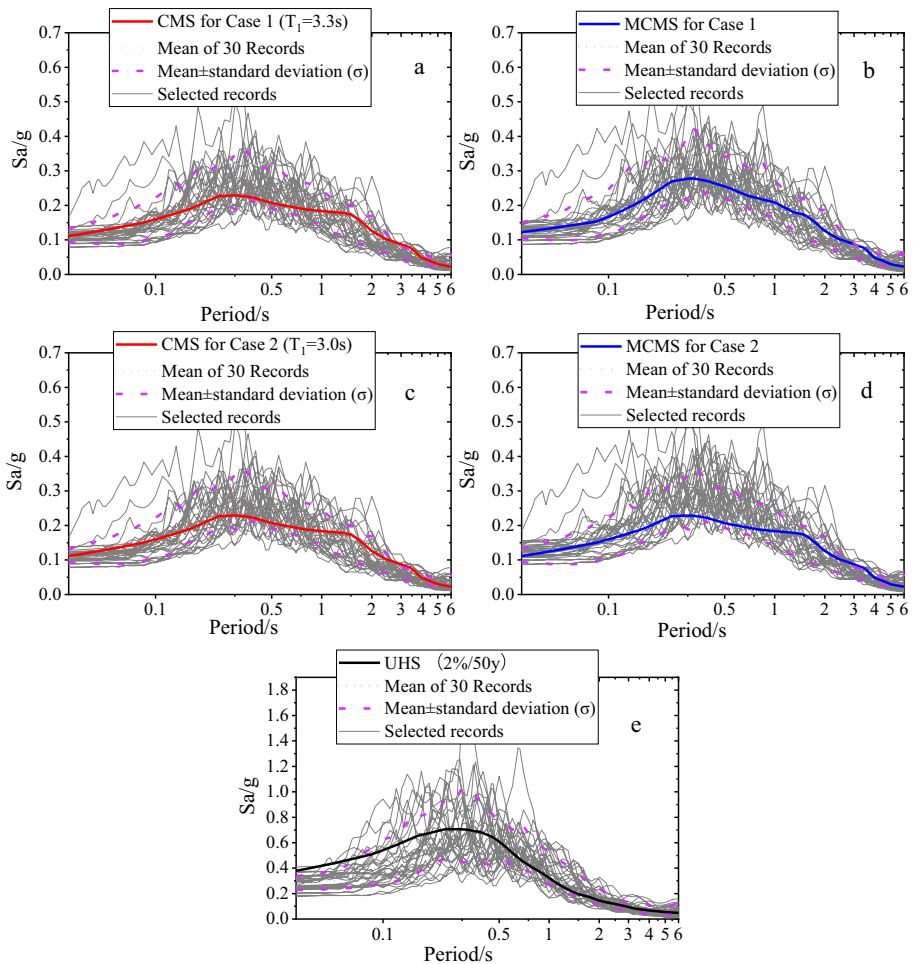 CMS for Case 1 (T1=3.3s)
Mean of 30 Records
Mean±standard deviation (σ)
Selected records
a
0.7
0.6
0.5
0.4
0.3
0.2
0.1
0.0
Sa/g
0.1 0.5 1 2 3 4 5 6
Period/s
MCMS for Case 1
Mean of 30 Records
Mean±standard deviation (σ)
Selected records
b
0.7
0.6
0.5
0.4
0.3
0.2
0.1
0.0
Sa/g
0.1 0.5 1 2 3 4 5 6
Period/s
CMS for Case 2 (T1=3.0s)
Mean of 30 Records
Mean±standard deviation (σ)
Selected records
c
0.7
0.6
0.5
0.4
0.3
0.2
0.1
0.0
Sa/g
0.1 0.5 1 2 3 4 5 6
Period/s
MCMS for Case 2
Mean of 30 Records
Mean±standard deviation (σ)
Selected records
d
0.7
0.6
0.5
0.4
0.3
0.2
0.1
0.0
Sa/g
0.1 0.5 1 2 3 4 5 6
Period/s
UHS （2%/50y）
Mean of 30 Records
Mean±standard deviation (σ)
Selected records
e
1.8
1.6
1.4
1.2
1.0
0.8
0.6
0.4
0.2
0.0
Sa/g
0.1 0.5 1 2 3 4 5 6
Period/s